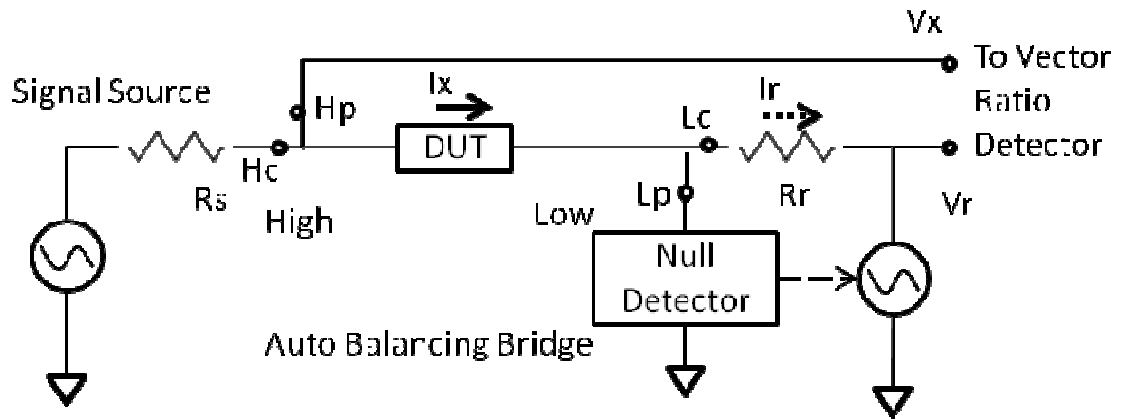 Vx
To Vector
Signal Source
Ix
Ir
Ratio
Hp
Lc
DUT
Detector
Hc
Rs
Lp
Rr
Vr
High
Low
Null
Detector
Auto Balancing Bridge